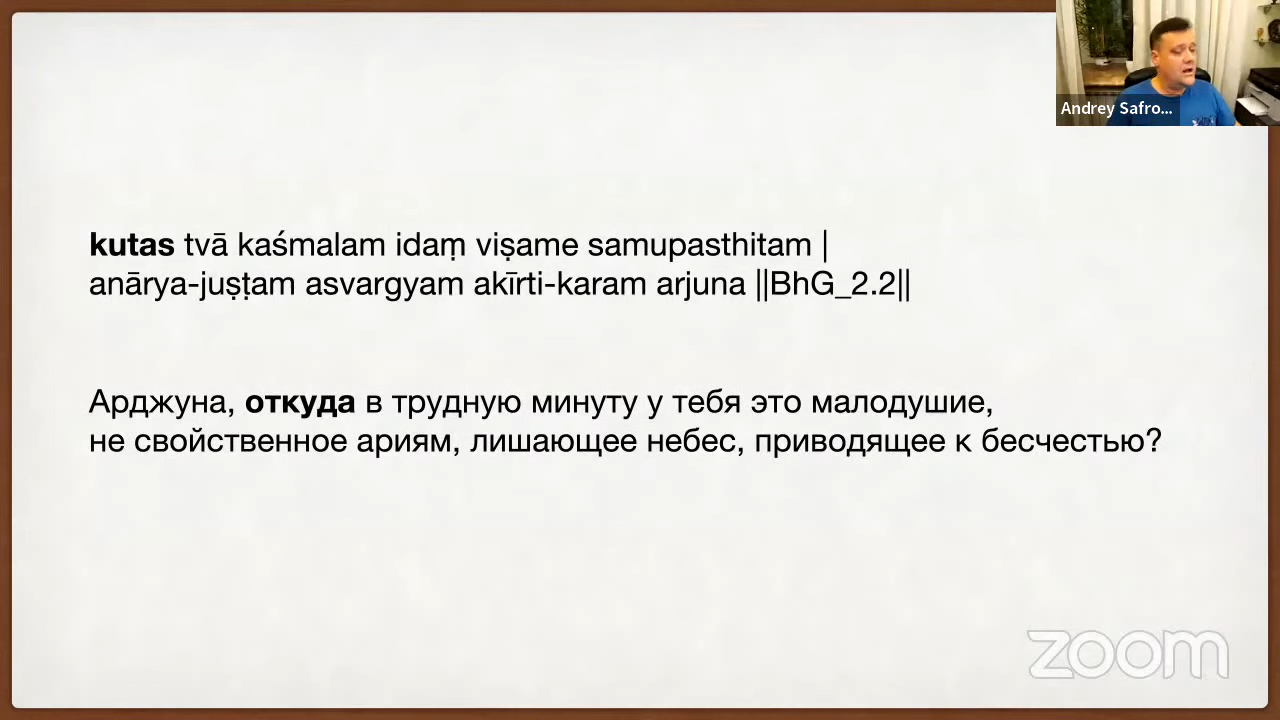 Andrey Safro...
kutas tvā kaśmalam idaṃ viṣame samupasthitam |
anārya-juṣṭam asvargyam akīrti-karam arjuna ||BhG_2.2||
Арджуна, откуда в трудную минуту у тебя это малодушие,
не свойственное ариям, лишающее небес, приводящее к бесчестью?
zoom